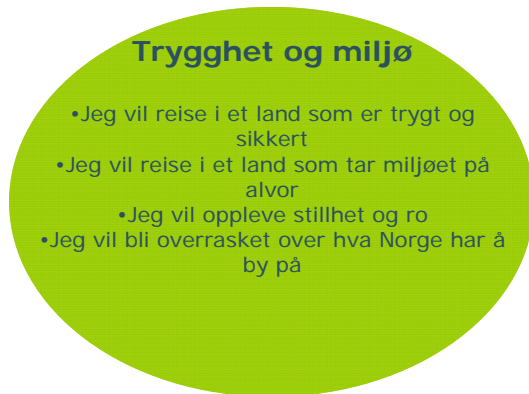 Trygghet og miljø
•Jeg vil reise i et land som er trygt og
sikkert
•Jeg vil reise i et land som tar miljøet på
alvor
•Jeg vil oppleve stillhet og ro
•Jeg vil bli overrasket over hva Norge har å
by på